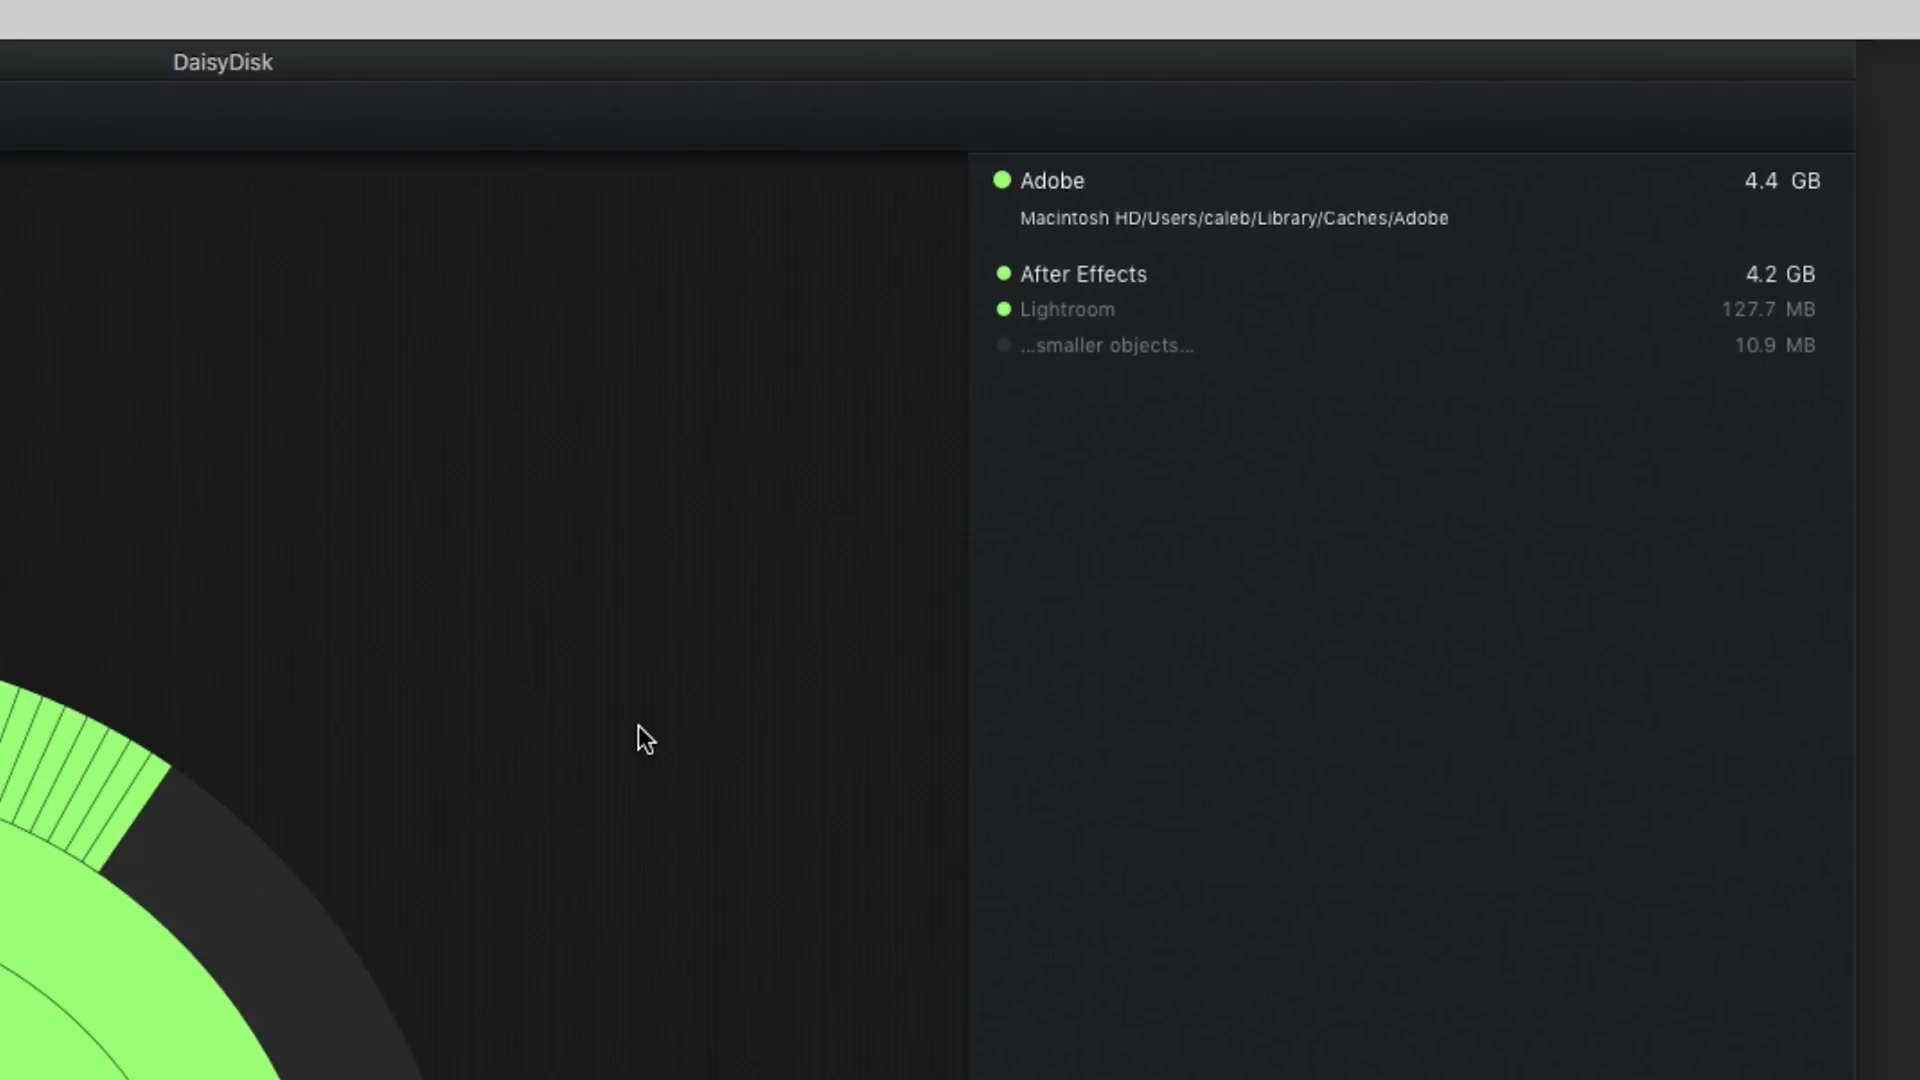 DaisyDisk
Adobe 4.4 GB
Macintosh HD/Users/caleb/Library/Caches/Adobe
After Effects 4.2 GB
Lightroom 127.7 MB
...smaller objects... 10.9 MB